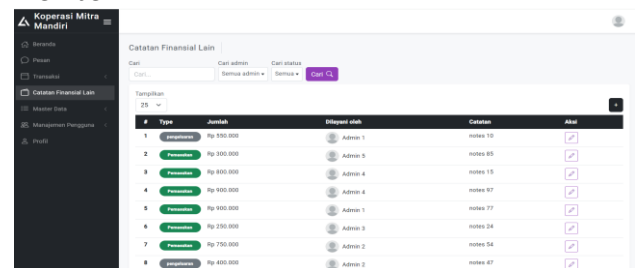 Koperasi Mitra
Mandiri
Beranda
Pesan
Transaksi
Catatan Finansial Lain
Master Data
Manajemen Pengguna
Profil
Catatan Finansial Lain
Cari Cari admin Cari status
Cari... Semua admin Semua Cari
Tampilkan
25
# Type Jumlah Dilayani oleh Catatan Aksi
1 pengeluaran Rp 550.000 Admin 1 notes 10
2 Pemasukan Rp 300.000 Admin 5 notes 85
3 Pemasukan Rp 800.000 Admin 4 notes 15
4 Pemasukan Rp 900.000 Admin 4 notes 97
5 Pemasukan Rp 900.000 Admin 1 notes 77
6 Pemasukan Rp 250.000 Admin 3 notes 24
7 Pemasukan Rp 750.000 Admin 2 notes 54
8 pengeluaran Rp 400.000 Admin 2 notes 47